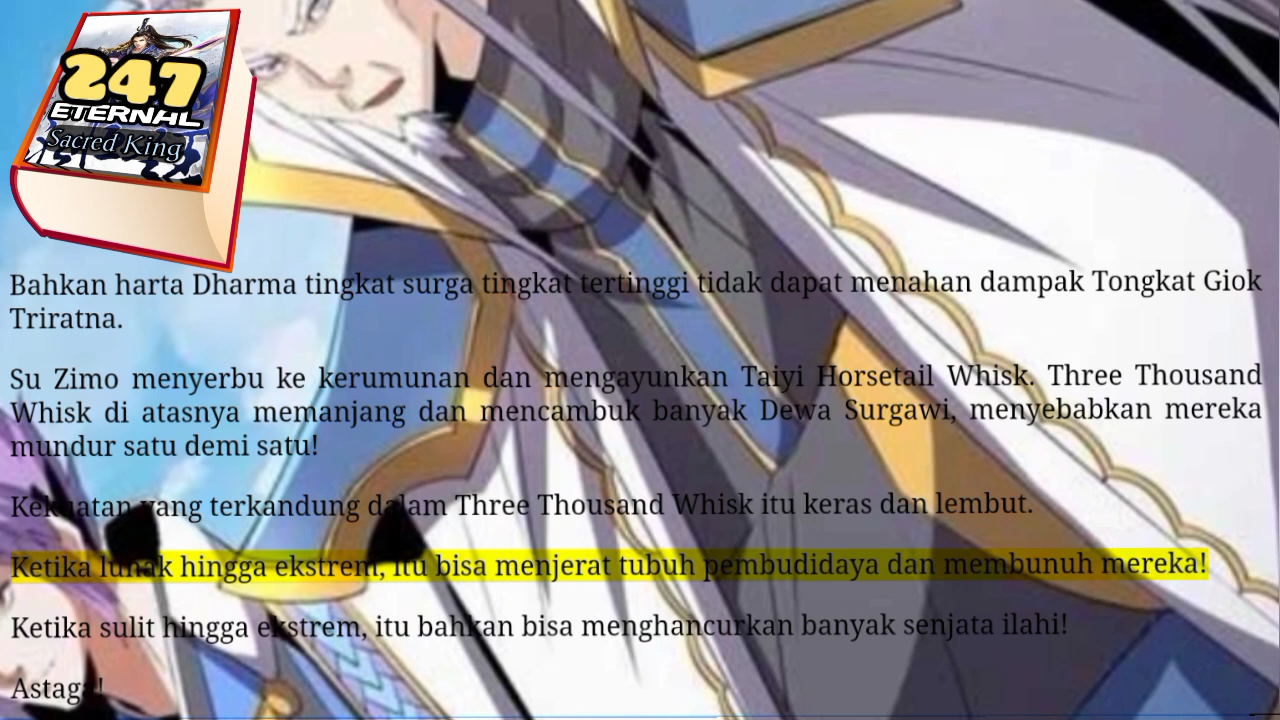 247
ETERNAL
Sacred King
Bahkan harta Dharma tingkat surga tingkat tertinggi tidak dapat menahan dampak Tongkat Giok
Triratna.
Su Zimo menyerbu ke kerumunan dan mengayunkan Taiyi Horsetail Whisk. Three Thousand
Whisk di atasnya memanjang dan mencambuk banyak Dewa Surgawi, menyebabkan mereka
mundur satu demi satu!
Kekuatan yang terkandung dalam Three Thousand Whisk itu keras dan lembut.
Ketika lunak hingga ekstrem, itu bisa menjerat tubuh pembudidaya dan membunuh mereka!
Ketika sulit hingga ekstrem, itu bahkan bisa menghancurkan banyak senjata ilahi!
Astaga!